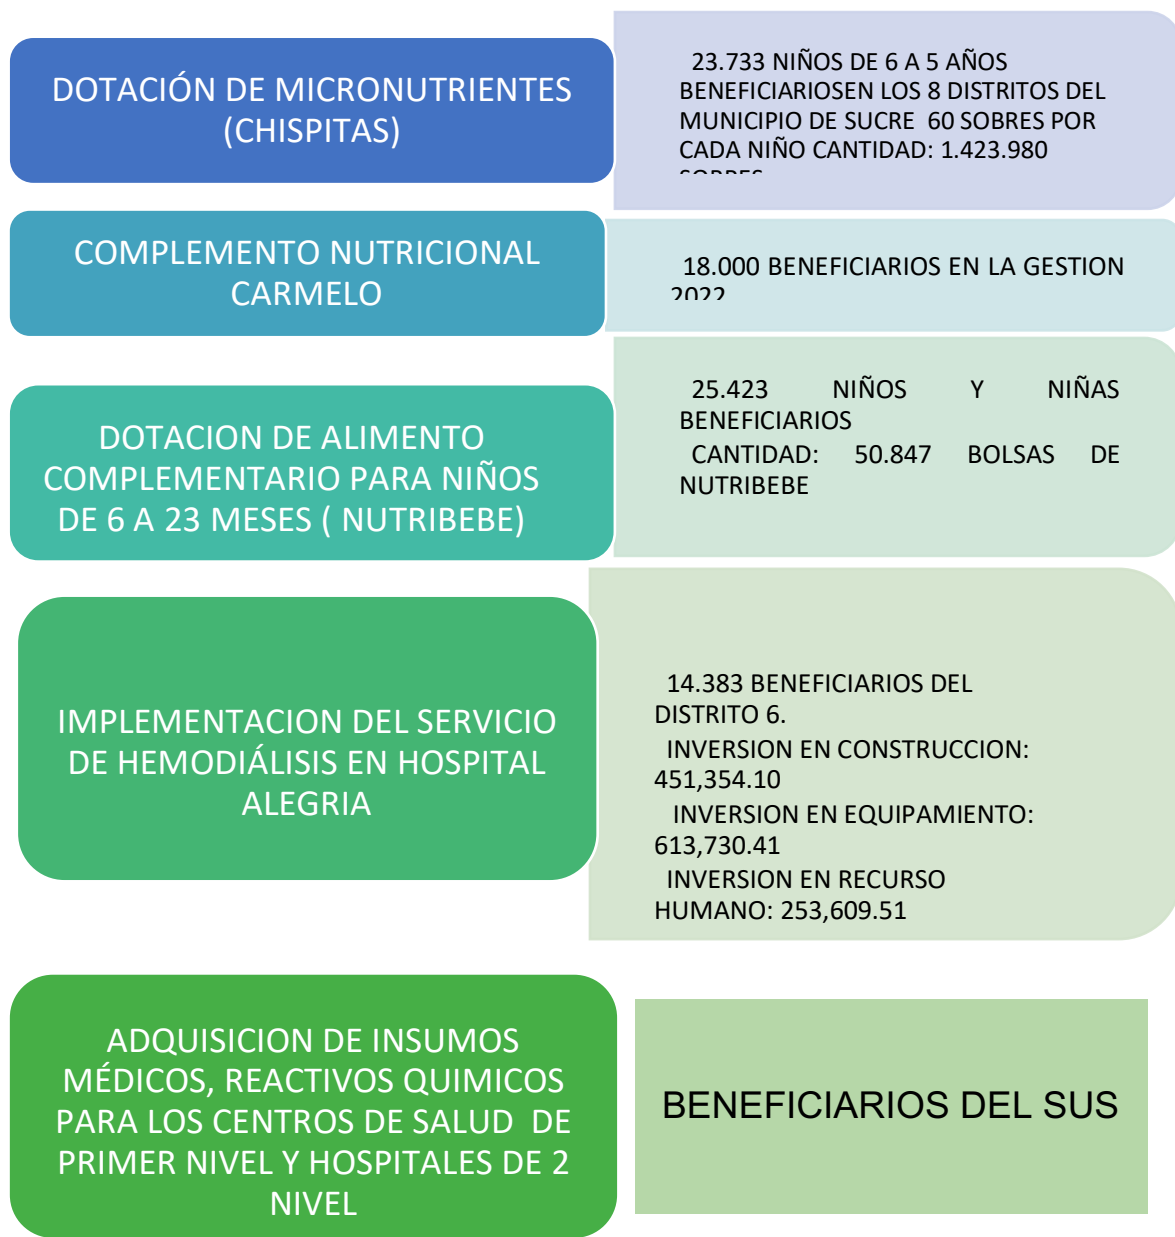 DOTACIÓN DE MICRONUTRIENTES
(CHISPITAS)
23.733 NIÑOS DE 6 A 5 AÑOS
BENEFICIARIOSEN LOS 8 DISTRITOS DEL
MUNICIPIO DE SUCRE 60 SOBRES POR
CADA NIÑO CANTIDAD: 1.423.980
SOBRES
COMPLEMENTO NUTRICIONAL
CARMELO
18.000 BENEFICIARIOS EN LA GESTION
2022
DOTACION DE ALIMENTO
COMPLEMENTARIO PARA NIÑOS
DE 6 A 23 MESES ( NUTRIBEBE)
25.423 NIÑOS Y NIÑAS
BENEFICIARIOS
CANTIDAD: 50.847 BOLSAS DE
NUTRIBEBE
IMPLEMENTACION DEL SERVICIO
DE HEMODIÁLISIS EN HOSPITAL
ALEGRIA
14.383 BENEFICIARIOS DEL
DISTRITO 6.
INVERSION EN CONSTRUCCION:
451,354.10
INVERSION EN EQUIPAMIENTO:
613,730.41
INVERSION EN RECURSO
HUMANO: 253,609.51
ADQUISICION DE INSUMOS
MÉDICOS, REACTIVOS QUIMICOS
PARA LOS CENTROS DE SALUD DE
PRIMER NIVEL Y HOSPITALES DE 2
NIVEL
BENEFICIARIOS DEL SUS